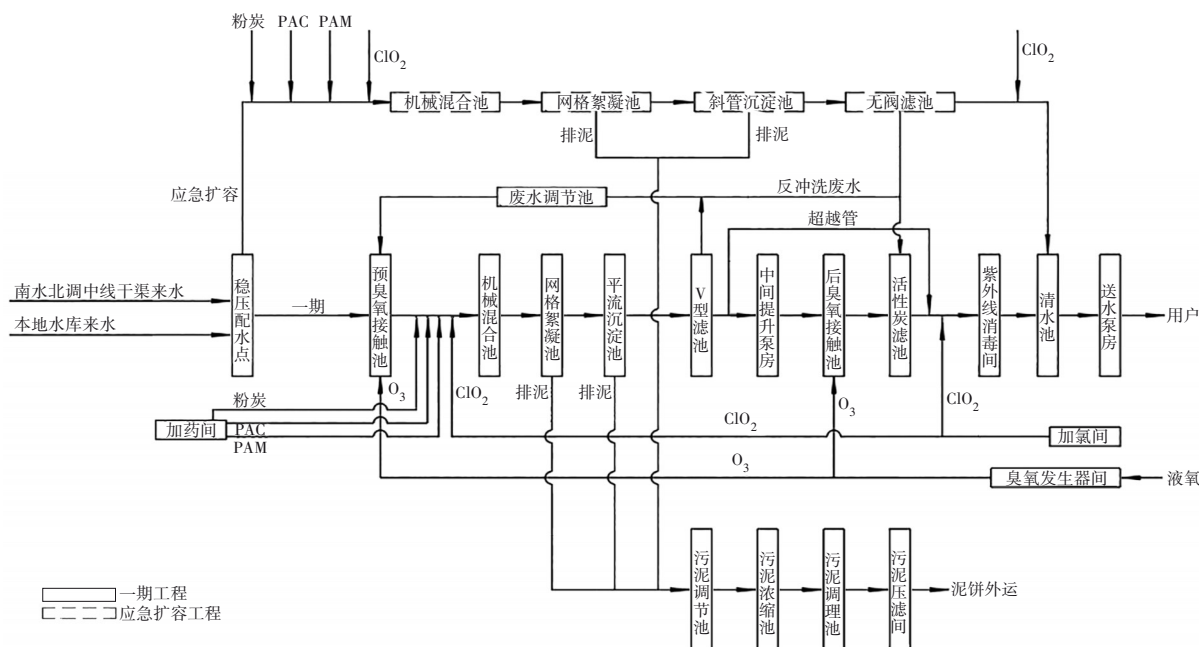 粉炭
PAC
PAM
ClO₂
ClO₂
机械混合池
网格絮凝池
斜管沉淀池
无阀滤池
排泥
排泥
应急扩容
废水调节池
反冲洗废水
超越管
南水北调中线干渠来水
本地水库来水
稳压配水点
一期
预臭氧接触池
机械混合池
网格絮凝池
平流沉淀池
V型滤池
中间提升泵房
后臭氧接触池
活性炭滤池
紫外线消毒间
清水池
送水泵房
用户
O₃
ClO₂
排泥
排泥
O₃
ClO₂
粉炭
加药间
PAC
PAM
ClO₂
加氯间
O₃
臭氧发生器间
液氧
污泥调节池
污泥浓缩池
污泥调理池
污泥压滤间
泥饼外运
一期工程
应急扩容工程